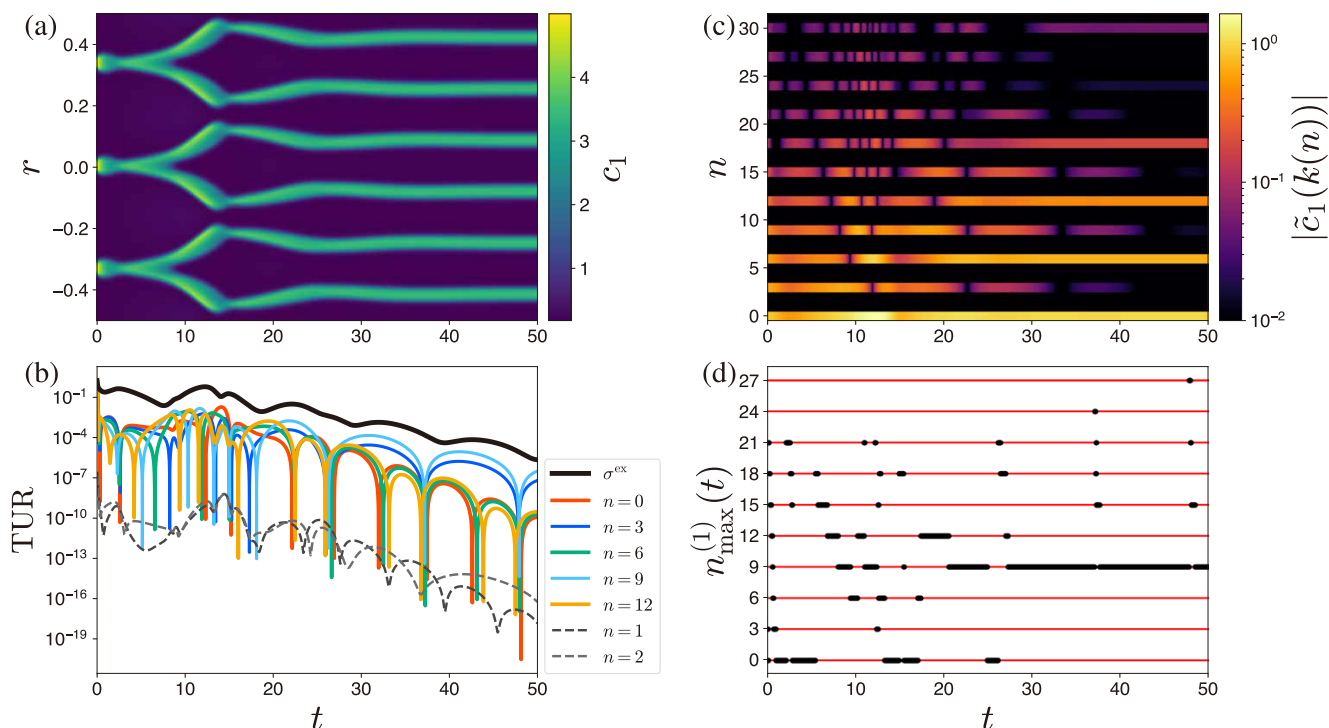 (a)
0.4
0.2
0.0
−0.2
−0.4
r
0 10 20 30 40 50
4
3
2
1
c₁
(c)
30
25
20
15
10
5
0
n
0 10 20 30 40 50
10⁰
10⁻¹
10⁻²
|c̃₁(k(n))|
(b)
10⁻¹
10⁻⁴
10⁻⁷
10⁻¹⁰
10⁻¹³
10⁻¹⁶
10⁻¹⁹
TUR
0 10 20 30 40 50
t
σᵉˣ
n = 0
n = 3
n = 6
n = 9
n = 12
n = 1
n = 2
(d)
27
24
21
18
15
12
9
6
3
0
n_max^(1)(t)
0 10 20 30 40 50
t